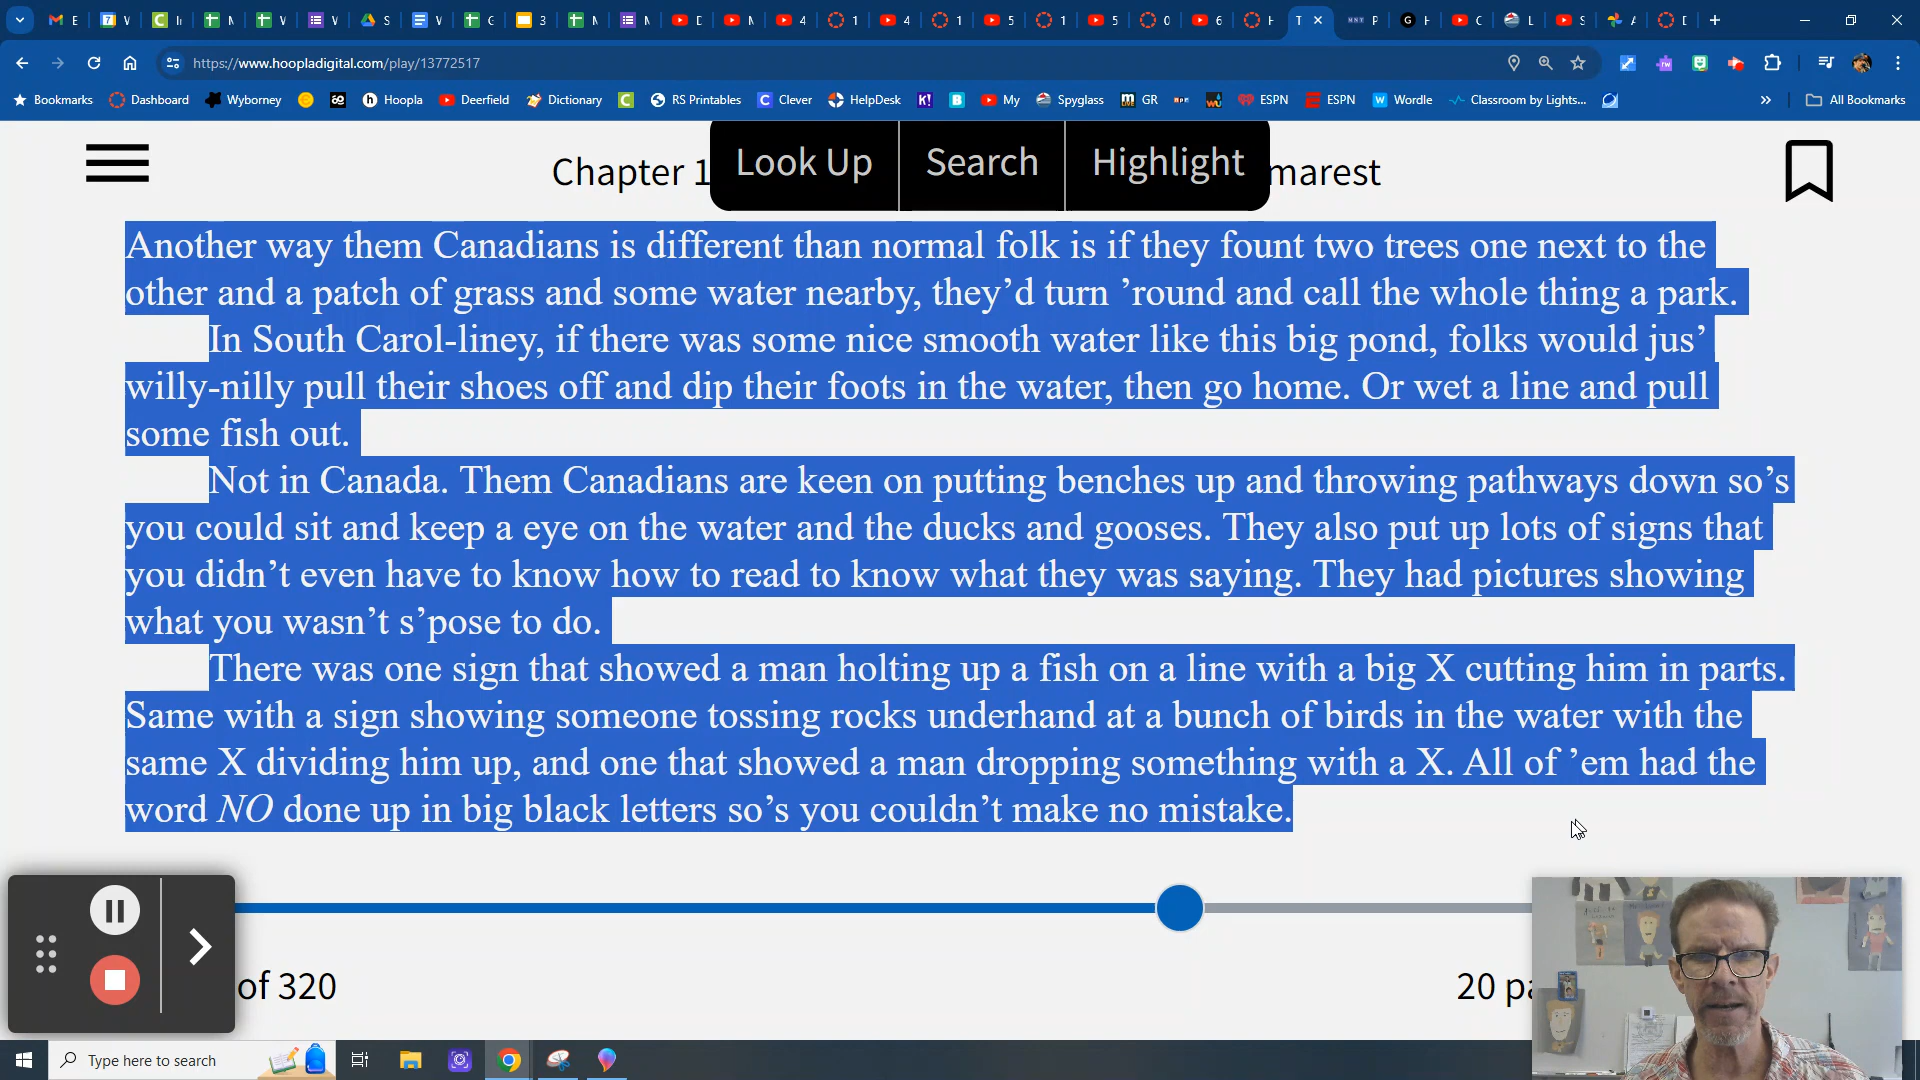 https://www.hoopladigital.com/play/13772517
Bookmarks Dashboard Wyborney Hoopla Deerfield Dictionary RS Printables Clever HelpDesk My Spyglass GR ESPN ESPN Wordle Classroom by Lights... All Bookmarks
Chapter 1 Look Up Search Highlight marest
Another way them Canadians is different than normal folk is if they fount two trees one next to the
other and a patch of grass and some water nearby, they’d turn ’round and call the whole thing a park.
In South Carol-liney, if there was some nice smooth water like this big pond, folks would jus’
willy-nilly pull their shoes off and dip their foots in the water, then go home. Or wet a line and pull
some fish out.
Not in Canada. Them Canadians are keen on putting benches up and throwing pathways down so’s
you could sit and keep a eye on the water and the ducks and gooses. They also put up lots of signs that
you didn’t even have to know how to read to know what they was saying. They had pictures showing
what you wasn’t s’pose to do.
There was one sign that showed a man holting up a fish on a line with a big X cutting him in parts.
Same with a sign showing someone tossing rocks underhand at a bunch of birds in the water with the
same X dividing him up, and one that showed a man dropping something with a X. All of ’em had the
word NO done up in big black letters so’s you couldn’t make no mistake.
of 320 20 pa
Type here to search